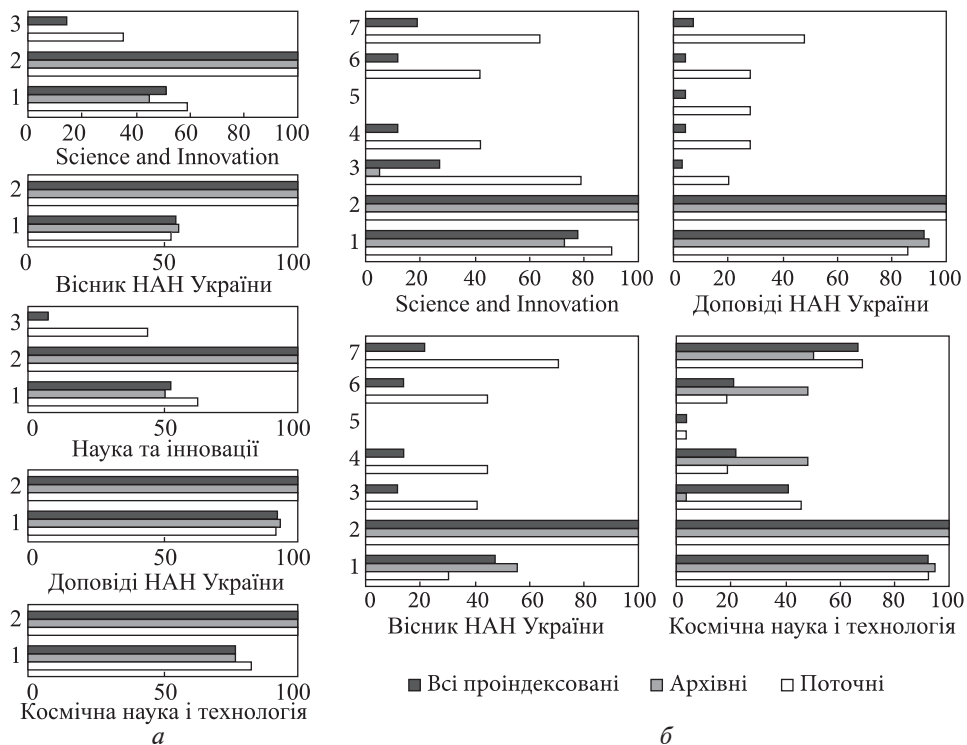 3
2
1
0 20 40 60 80 100
Science and Innovation
2
1
0 50 100
Вісник НАН України
3
2
1
0 50 100
Наука та інновації
2
1
0 50 100
Доповіді НАН України
2
1
0 50 100
Космічна наука і технологія
а
7
6
5
4
3
2
1
0 20 40 60 80 100
Science and Innovation
0 20 40 60 80 100
Доповіді НАН України
7
6
5
4
3
2
1
0 20 40 60 80 100
Вісник НАН України
0 20 40 60 80 100
Космічна наука і технологія
Всі проіндексовані Архівні Поточні
б